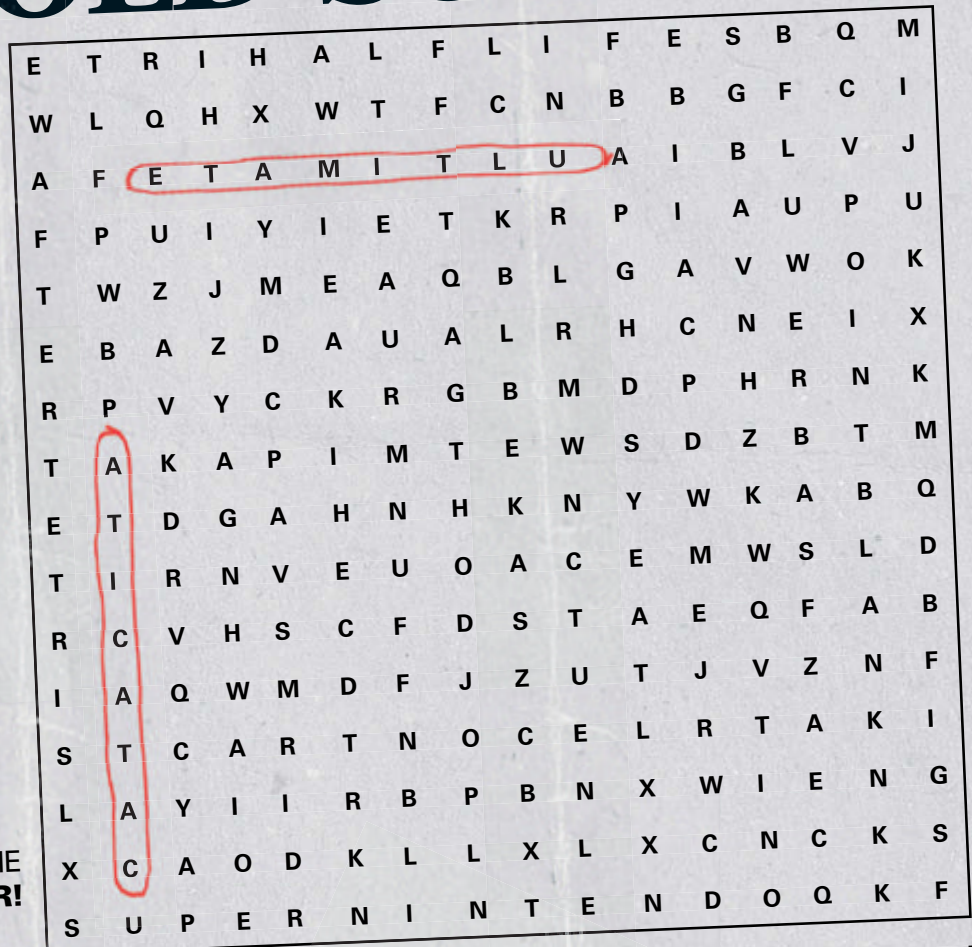 E T R I H A L F L I F E S B Q M
W L Q H X W T F C N B B G F C I
A F E T A M I T L U A I B L V J
F P U I Y I E T K R P I A U P U
T W Z J M E A Q B L G A V W O K
E B A Z D A U A L R H C N E I X
R P V Y C K R G B M D P H R N K
T A K A P I M T E W S D Z B T M
E T D G A H N H K N Y W K A B Q
T I R N V E U O A C E M W S L D
R C V H S C F D S T A E Q F A B
I A Q W M D F J Z U T J V Z N F
S T C A R T N O C E L R T A K I
L A Y I I R B P B N X W I E N G
X C A O D K L L X L X C N C K S
S U P E R N I N T E N D O Q K F